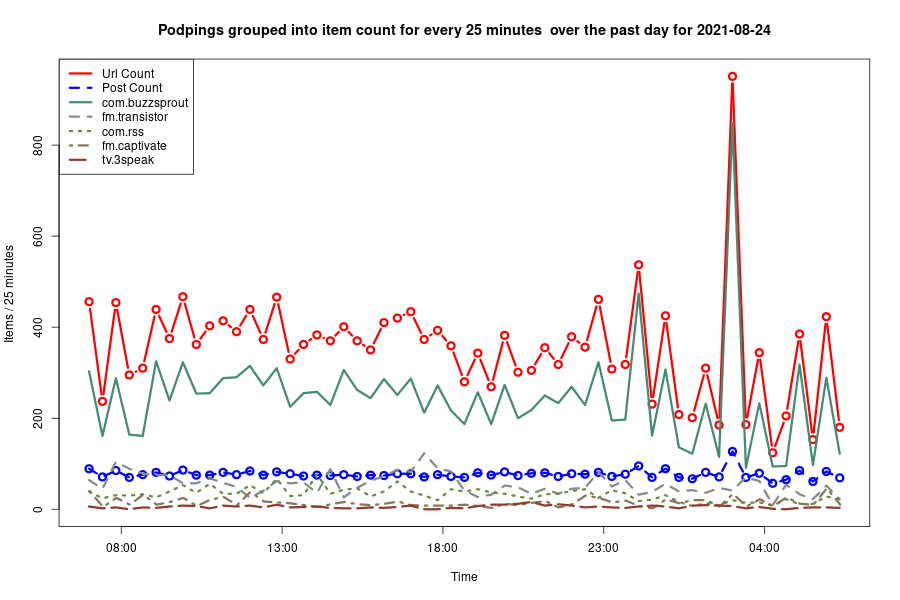 Podpings grouped into item count for every 25 minutes  over the past day for 2021-08-24
Url Count
Post Count
com.buzzsprout
fm.transistor
com.rss
fm.captivate
tv.3speak
Items / 25 minutes
800
600
400
200
0
08:00 13:00 18:00 23:00 04:00
Time